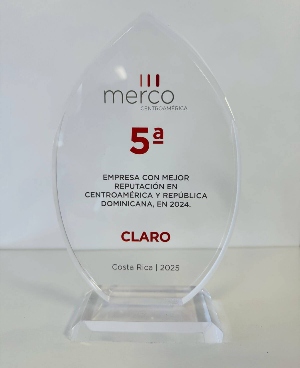 merco
CENTROAMÉRICA
5ª
EMPRESA CON MEJOR
REPUTACIÓN EN
CENTROAMÉRICA Y REPÚBLICA
DOMINICANA, EN 2024.
CLARO
Costa Rica | 2025